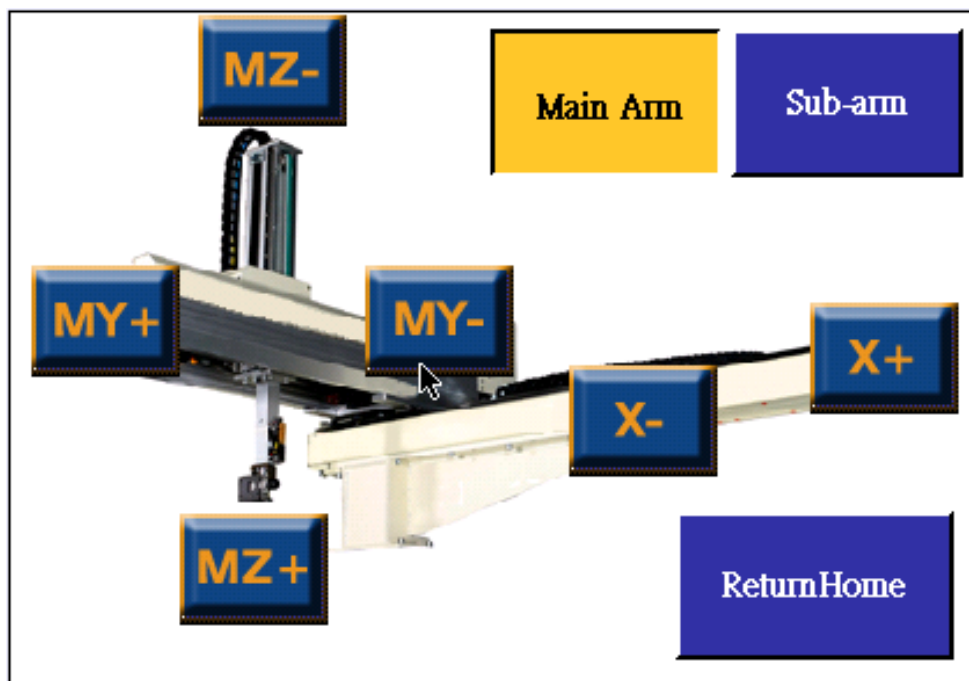 MZ-
Main Arm
Sub-arm
MY+
MY-
X+
X-
MZ+
ReturnHome